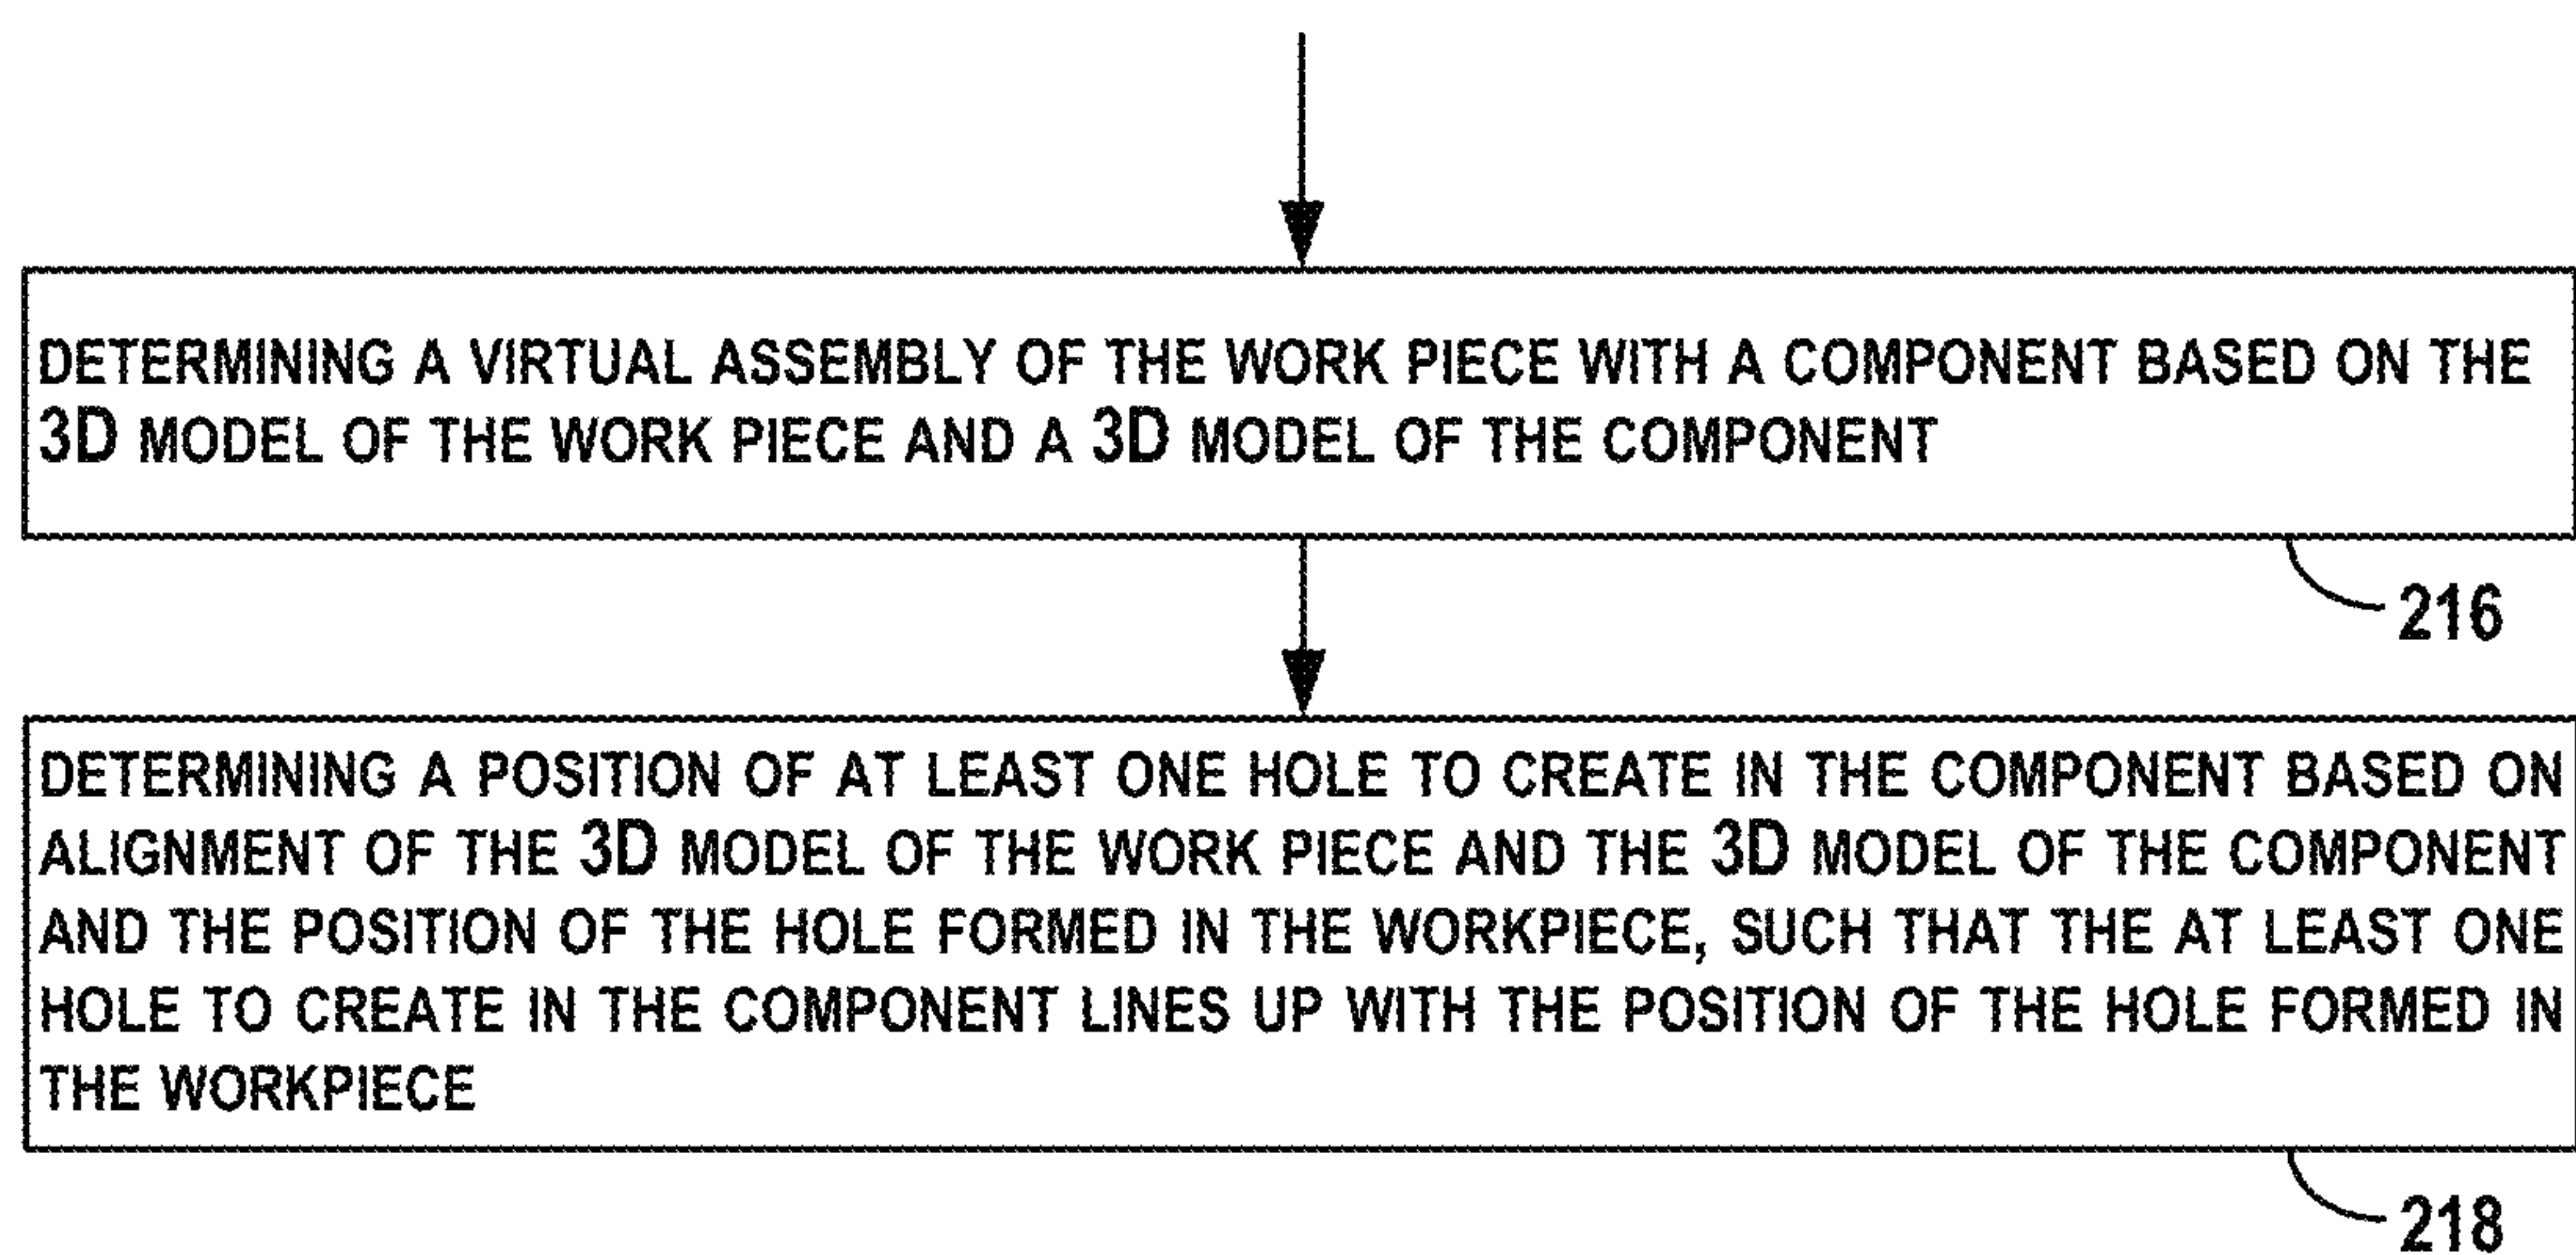 DETERMINING A VIRTUAL ASSEMBLY OF THE WORK PIECE WITH A COMPONENT BASED ON THE
3D MODEL OF THE WORK PIECE AND A 3D MODEL OF THE COMPONENT
216
DETERMINING A POSITION OF AT LEAST ONE HOLE TO CREATE IN THE COMPONENT BASED ON
ALIGNMENT OF THE 3D MODEL OF THE WORK PIECE AND THE 3D MODEL OF THE COMPONENT
AND THE POSITION OF THE HOLE FORMED IN THE WORKPIECE, SUCH THAT THE AT LEAST ONE
HOLE TO CREATE IN THE COMPONENT LINES UP WITH THE POSITION OF THE HOLE FORMED IN
THE WORKPIECE
218